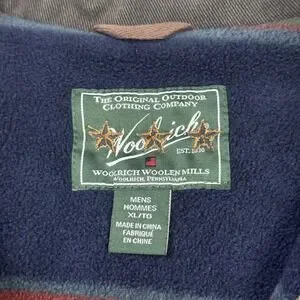 THE ORIGINAL OUTDOOR
CLOTHING COMPANY
Woolrich
EST. 1830
WOOLRICH WOOLEN MILLS
WOOLRICH, PENNSYLVANIA
MENS
HOMMES
XL/TG
MADE IN CHINA
FABRIQUÉ
EN CHINE